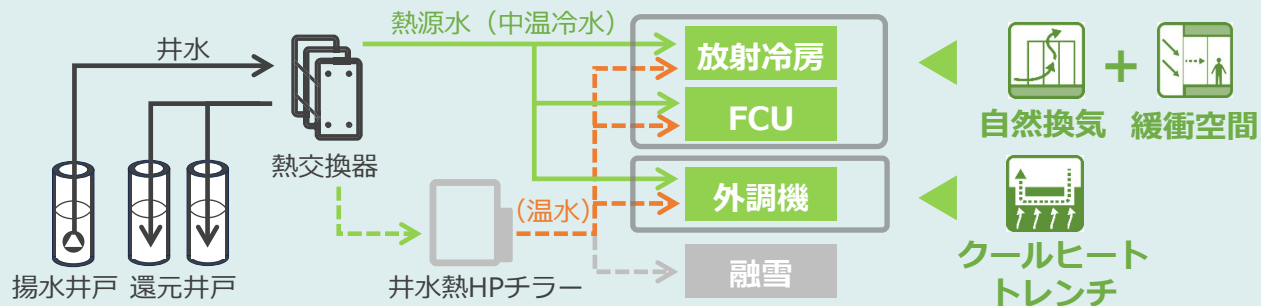 熱源水（中温冷水）
井水
放射冷房
FCU
自然換気
緩衝空間
熱交換器
外調機
（温水）
揚水井戸
還元井戸
井水熱HPチラー
融雪
クールヒート
トレンチ